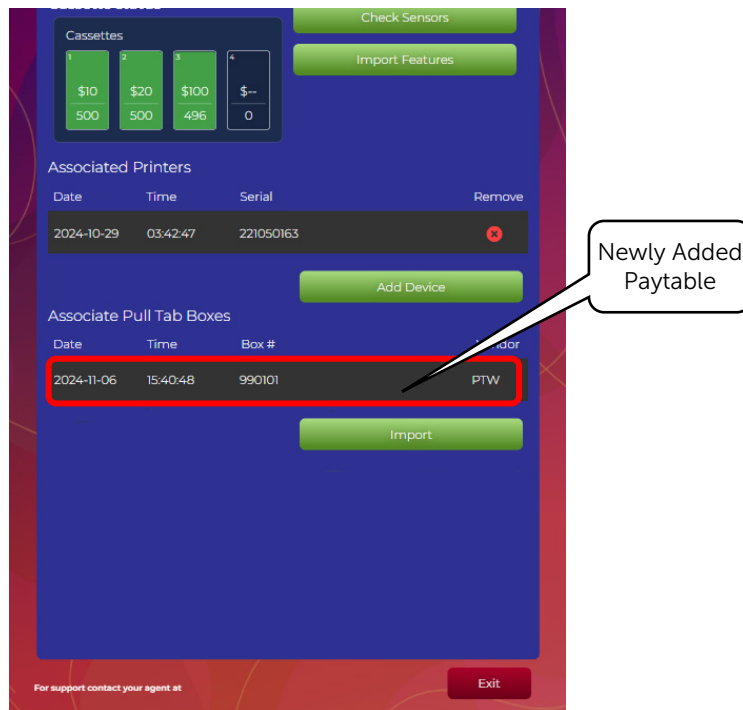 Cassette Status
Check Sensors
Cassettes
Import Features
1 2 3 4
$10 $20 $100 $--
500 500 496 0
Associated Printers
Date Time Serial Remove
2024-10-29 03:42:47 221050163
Add Device
Newly Added
Paytable
Associate Pull Tab Boxes
Date Time Box #
2024-11-06 15:40:48 990101 PTW
Import
For support contact your agent at
Exit